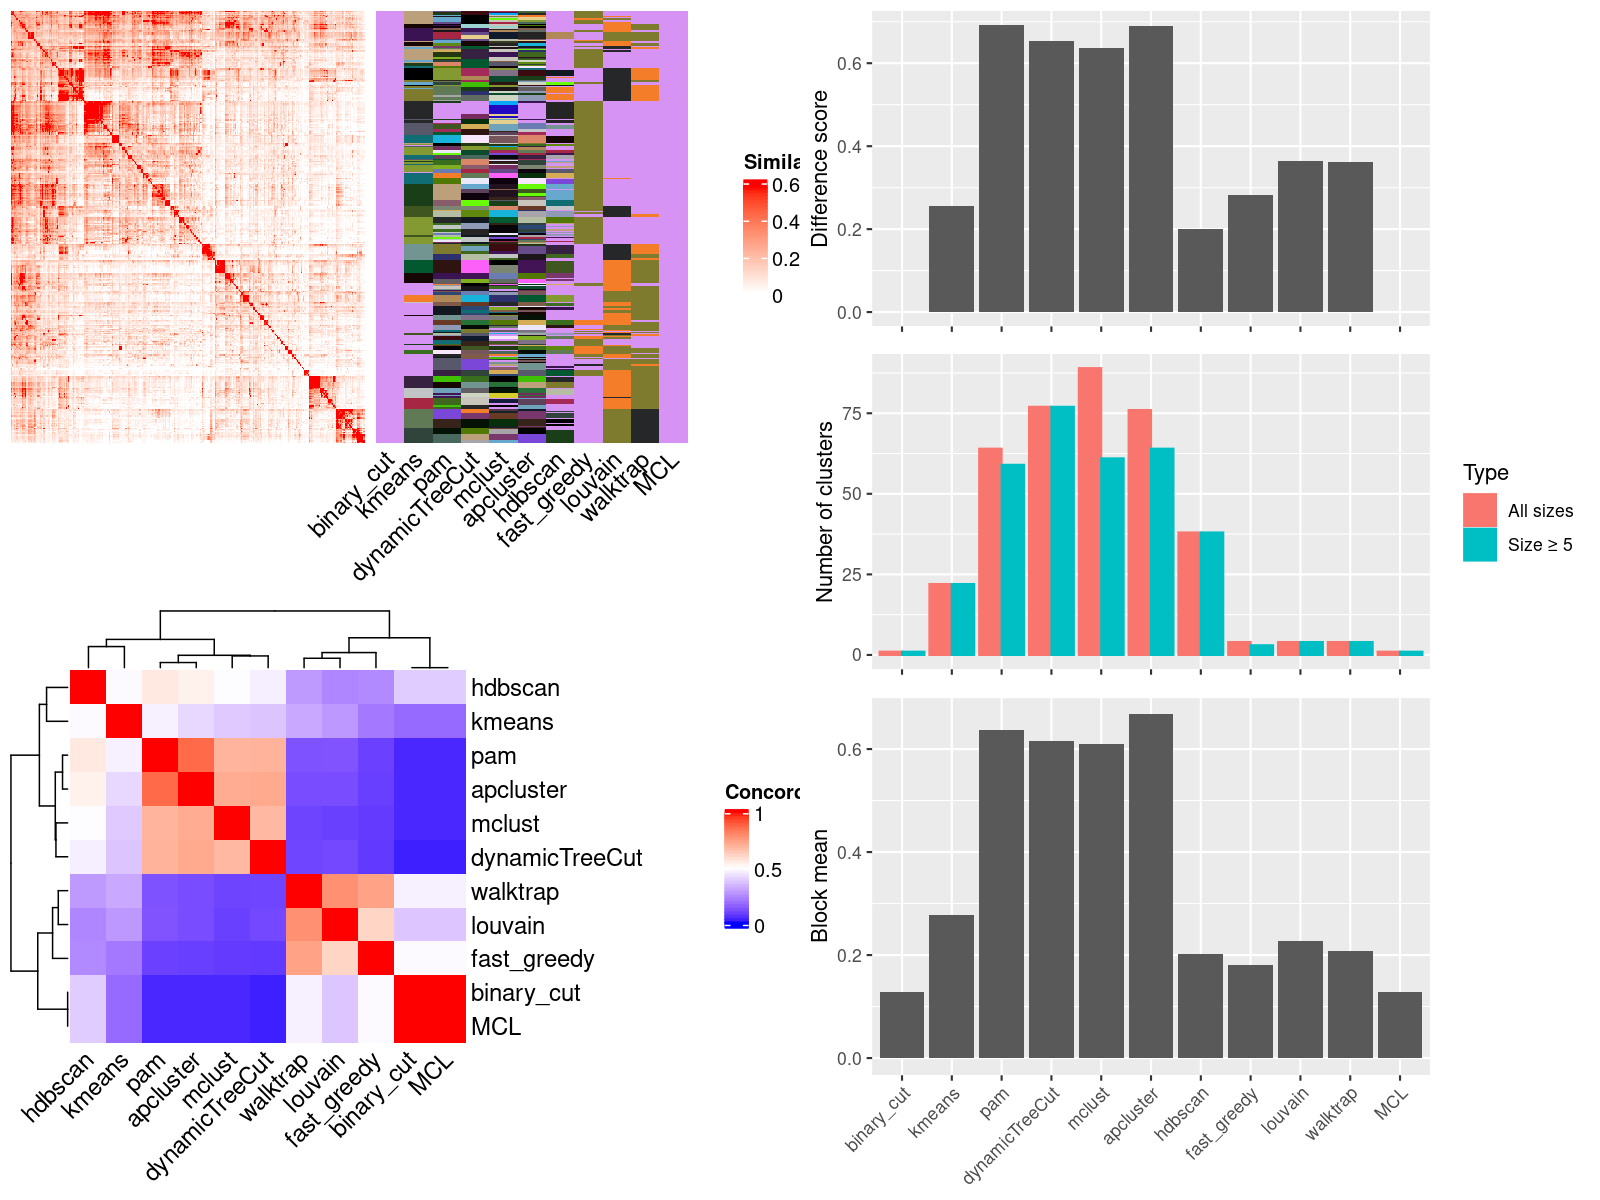 Simila
0.6
0.4
0.2
0
binary_cut
kmeans
pam
dynamicTreeCut
mclust
apcluster
hdbscan
fast_greedy
louvain
walktrap
MCL
hdbscan
kmeans
pam
apcluster
mclust
dynamicTreeCut
walktrap
louvain
fast_greedy
binary_cut
MCL
hdbscan
kmeans
pam
apcluster
mclust
dynamicTreeCut
walktrap
louvain
fast_greedy
binary_cut
MCL
Concord
1
0.5
0
Difference score
0.6
0.4
0.2
0.0
Number of clusters
75
50
25
0
Type
All sizes
Size ≥ 5
Block mean
0.6
0.4
0.2
0.0
binary_cut
kmeans
pam
dynamicTreeCut
mclust
apcluster
hdbscan
fast_greedy
louvain
walktrap
MCL